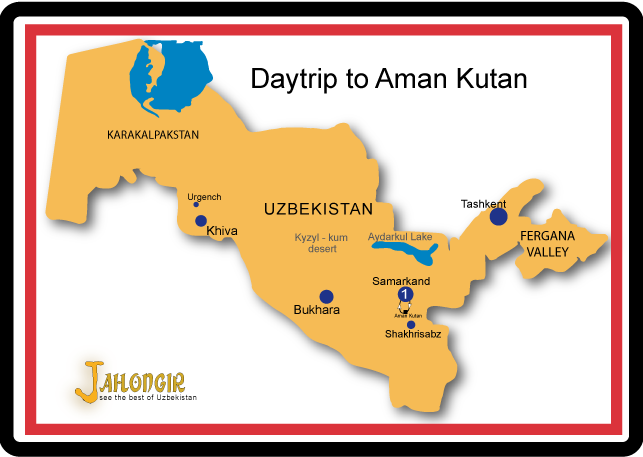 Daytrip to Aman Kutan
KARAKALPAKSTAN
Urgench
Khiva
UZBEKISTAN
Tashkent
Kyzyl - kum
desert
Aydarkul Lake
FERGANA
VALLEY
Samarkand
1
Bukhara
Aman Kutan
Shakhrisabz
JAHONGIR
see the best of Uzbekistan